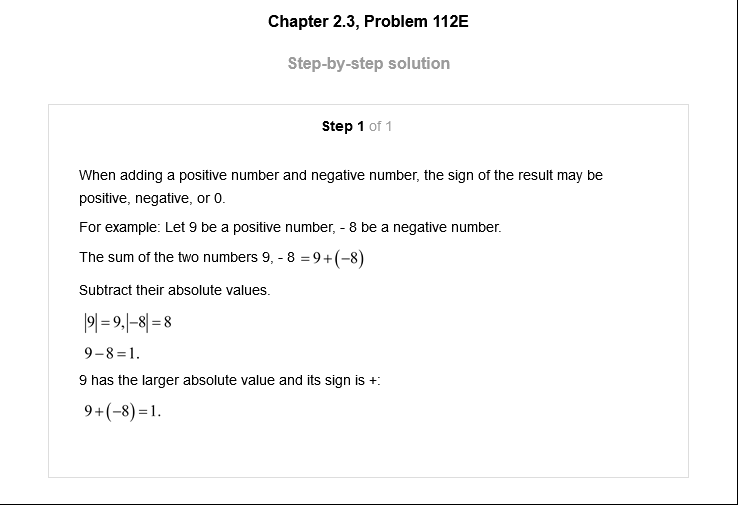 Chapter 2.3, Problem 112E
Step-by-step solution
Step 1 of 1
When adding a positive number and negative number, the sign of the result may be
positive, negative, or 0.
For example: Let 9 be a positive number, - 8 be a negative number.
The sum of the two numbers 9, - 8 = 9+(−8)
Subtract their absolute values.
|9| = 9, |−8| = 8
9−8 = 1.
9 has the larger absolute value and its sign is +:
9+(−8) = 1.